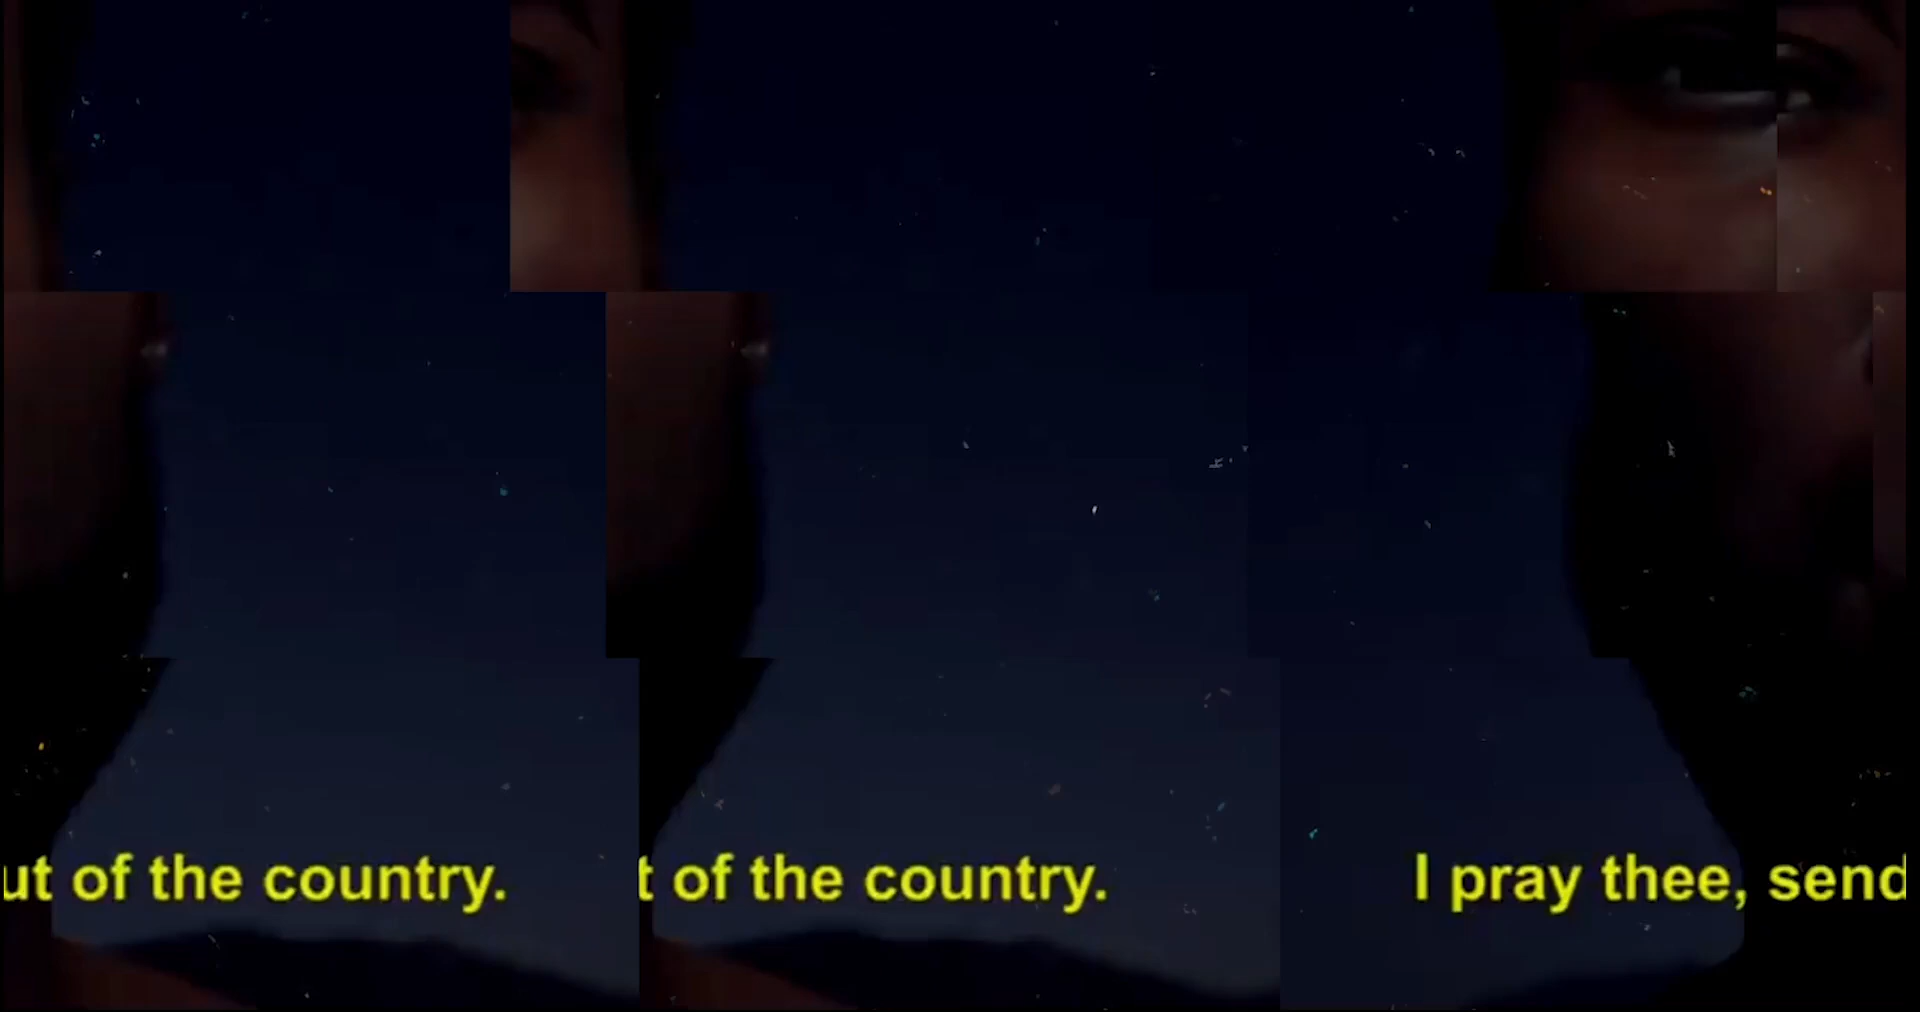 ut of the country. t of the country. I pray thee, send